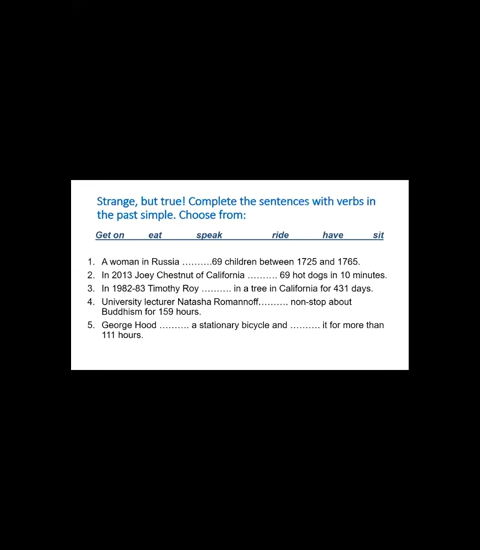 Strange, but true! Complete the sentences with verbs in
the past simple. Choose from:
Get on eat speak ride have sit
1. A woman in Russia ……….69 children between 1725 and 1765.
2. In 2013 Joey Chestnut of California ………. 69 hot dogs in 10 minutes.
3. In 1982-83 Timothy Roy ………. in a tree in California for 431 days.
4. University lecturer Natasha Romannoff………. non-stop about
Buddhism for 159 hours.
5. George Hood ………. a stationary bicycle and ………. it for more than
111 hours.